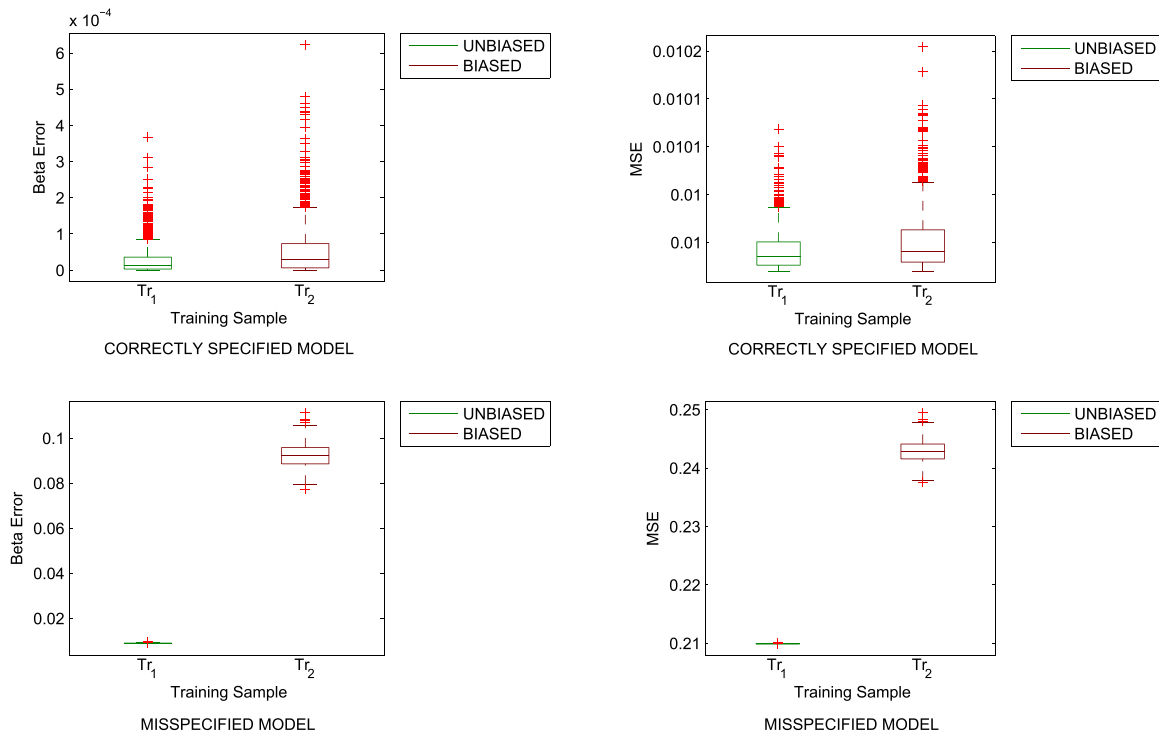 x 10⁻⁴
6
5
4
3
2
1
0
Beta Error
Tr₁ Tr₂
Training Sample
CORRECTLY SPECIFIED MODEL
UNBIASED
BIASED
0.0102
0.0101
0.0101
0.01
0.01
MSE
Tr₁ Tr₂
Training Sample
CORRECTLY SPECIFIED MODEL
UNBIASED
BIASED
0.1
0.08
0.06
0.04
0.02
Beta Error
Tr₁ Tr₂
Training Sample
MISSPECIFIED MODEL
UNBIASED
BIASED
0.25
0.24
0.23
0.22
0.21
MSE
Tr₁ Tr₂
Training Sample
MISSPECIFIED MODEL
UNBIASED
BIASED